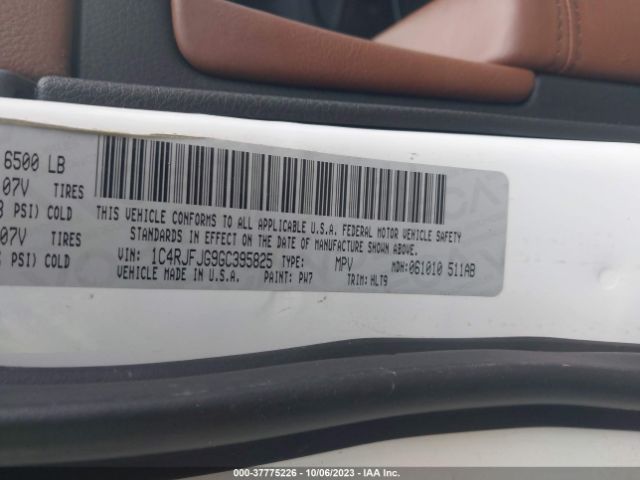 6500 LB
07V TIRES
PSI) COLD
07V TIRES
PSI) COLD
THIS VEHICLE CONFORMS TO ALL APPLICABLE U.S.A. FEDERAL MOTOR VEHICLE SAFETY
STANDARDS IN EFFECT ON THE DATE OF MANUFACTURE SHOWN ABOVE.
VIN: 1C4RJFJG9GC395825 TYPE: MPV MDH: 061010 511AB
VEHICLE MADE IN U.S.A. PAINT: PW7 TRIM: HLT9
000-37775226 - 10/06/2023 - IAA Inc.